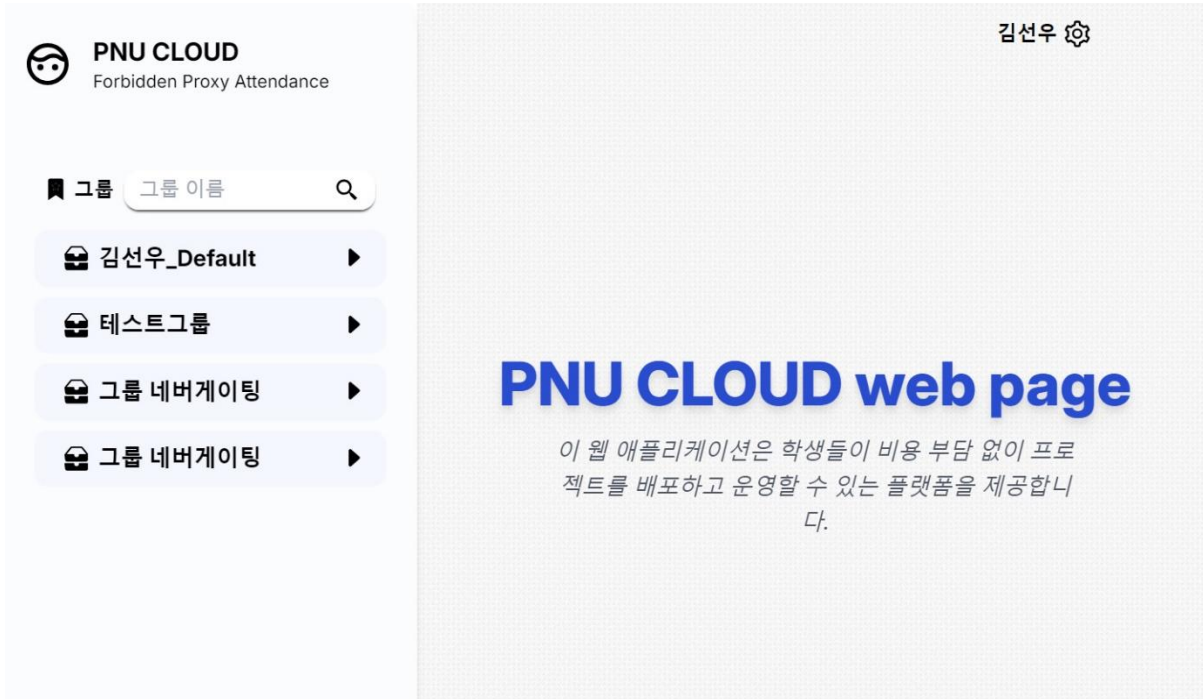 PNU CLOUD
Forbidden Proxy Attendance
그룹
그룹 이름
김선우_Default
테스트그룹
그룹 네버게이팅
그룹 네버게이팅
김선우
PNU CLOUD web page
이 웹 애플리케이션은 학생들이 비용 부담 없이 프로
젝트를 배포하고 운영할 수 있는 플랫폼을 제공합니
다.